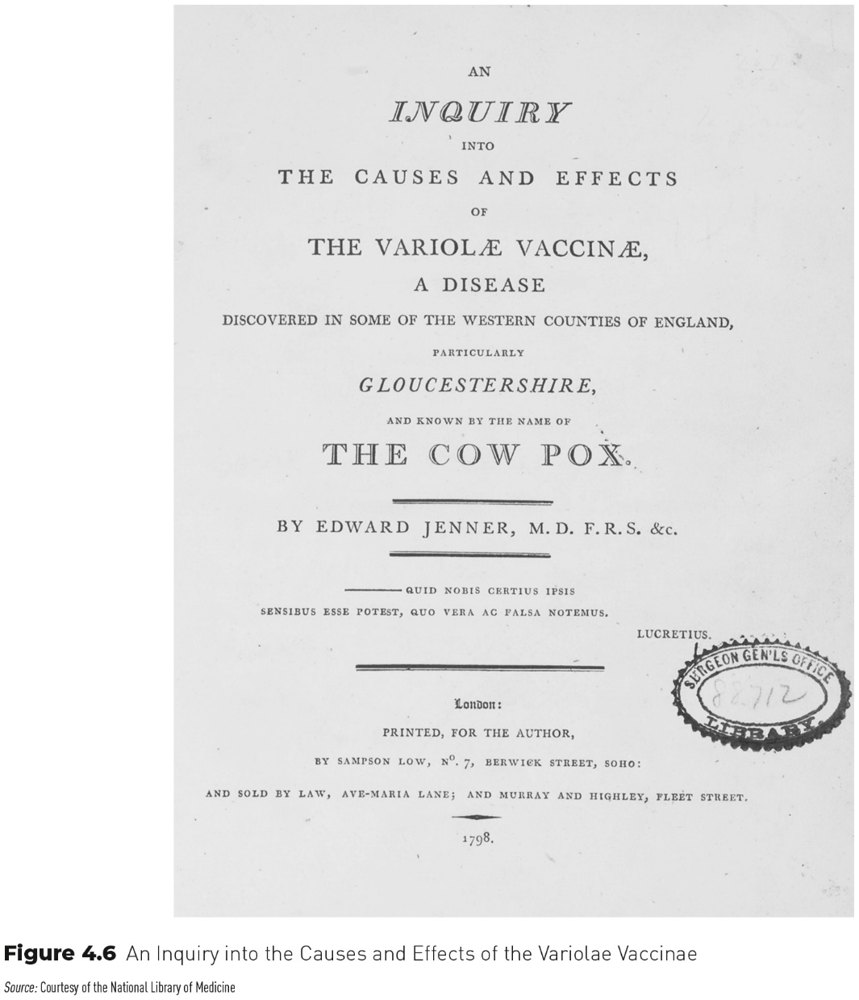 AN
INQUIRY
INTO
THE CAUSES AND EFFECTS
OF
THE VARIOLÆ VACCINÆ,
A DISEASE
DISCOVERED IN SOME OF THE WESTERN COUNTIES OF ENGLAND,
PARTICULARLY
GLOUCESTERSHIRE,
AND KNOWN BY THE NAME OF
THE COW POX.
BY EDWARD JENNER, M. D. F. R. S. &c.
QUID NOBIS CERTIUS IPSIS
SENSIBUS ESSE POTEST, QUO VERA AC FALSA NOTEMUS.
LUCRETIUS.
SURGEON GEN'LS OFFICE
88712
LIBRARY.
London:
PRINTED, FOR THE AUTHOR,
BY SAMPSON LOW, No. 7, BERWICK STREET, SOHO:
AND SOLD BY LAW, AVE-MARIA LANE; AND MURRAY AND HIGHLEY, FLEET STREET.
1798.
Figure 4.6 An Inquiry into the Causes and Effects of the Variolae Vaccinae
Source: Courtesy of the National Library of Medicine